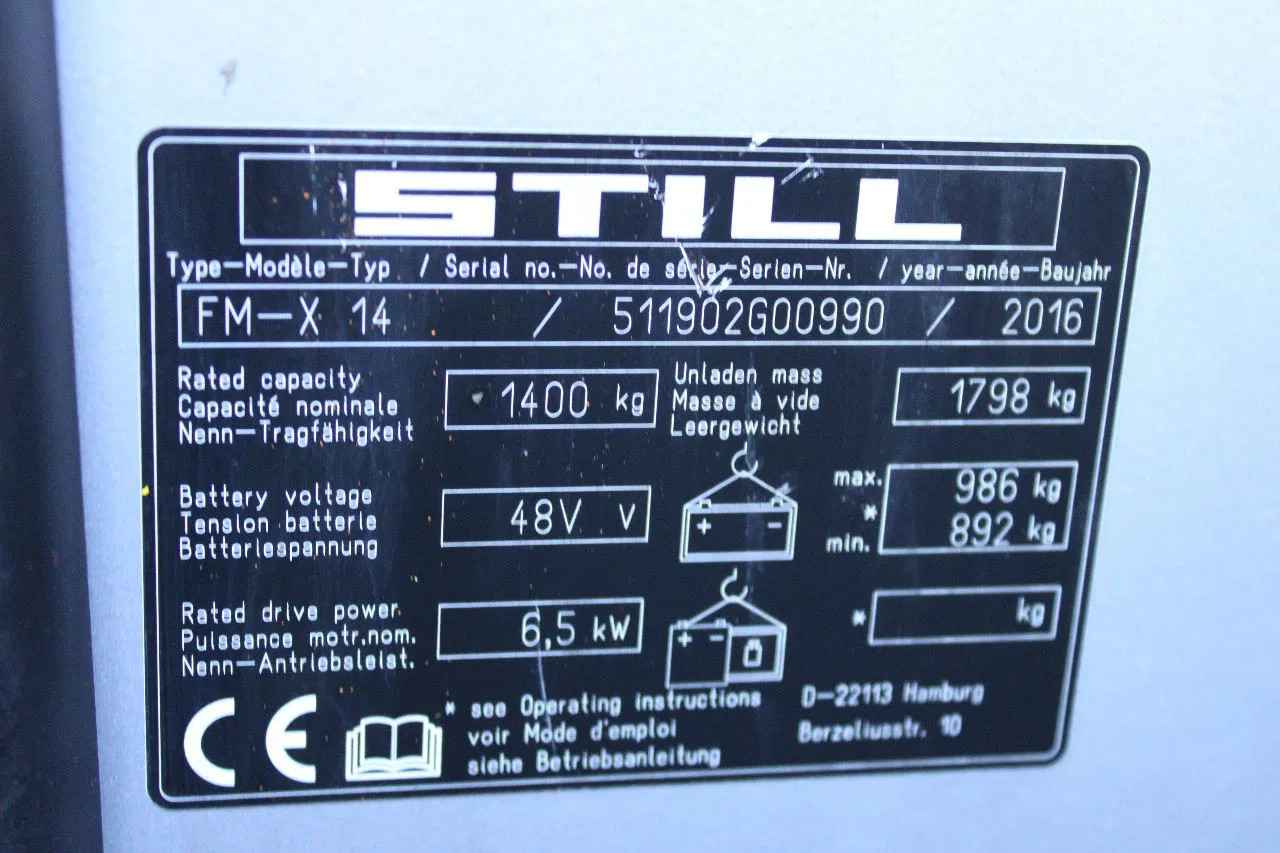 STILL
Type-Modèle-Typ / Serial no.-No. de série-Serien-Nr. / year-année-Baujahr
FM-X 14 / 511902G00990 / 2016
Rated capacity
Capacité nominale
Nenn-Tragfähigkeit
1400 kg
Unladen mass
Masse à vide
Leergewicht
1798 kg
Battery voltage
Tension batterie
Batteriespannung
48V V
+ -
max.
*
min.
986 kg
892 kg
Rated drive power
Puissance motr.nom.
Nenn-Antriebsleist.
6,5 kW
+ -
* kg
CE
* see Operating instructions
voir Mode d'emploi
siehe Betriebsanleitung
D-22113 Hamburg
Berzeliusstr. 10